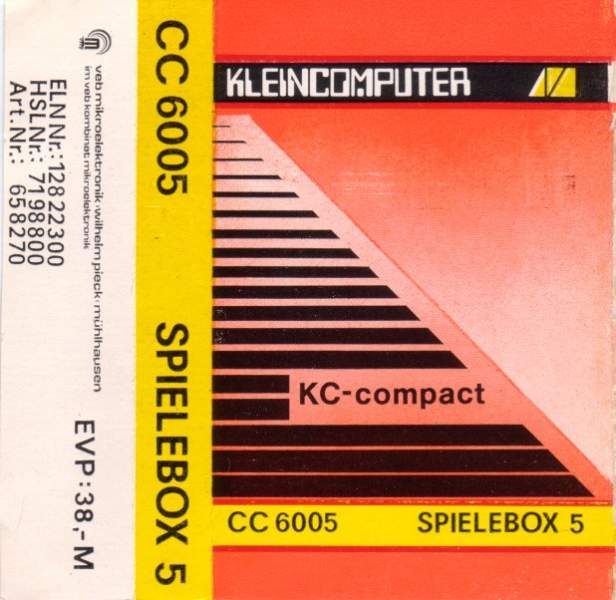 KLEINCOMPUTER
KC-compact
CC 6005 SPIELEBOX 5
CC 6005 SPIELEBOX 5
veb mikroelektronik ·wilhelm pieck· mühlhausen
im veb kombinat mikroelektronik
ELN Nr.: 12822300
HSL Nr.: 7198800
Art. Nr.: 658270
EVP: 38,- M